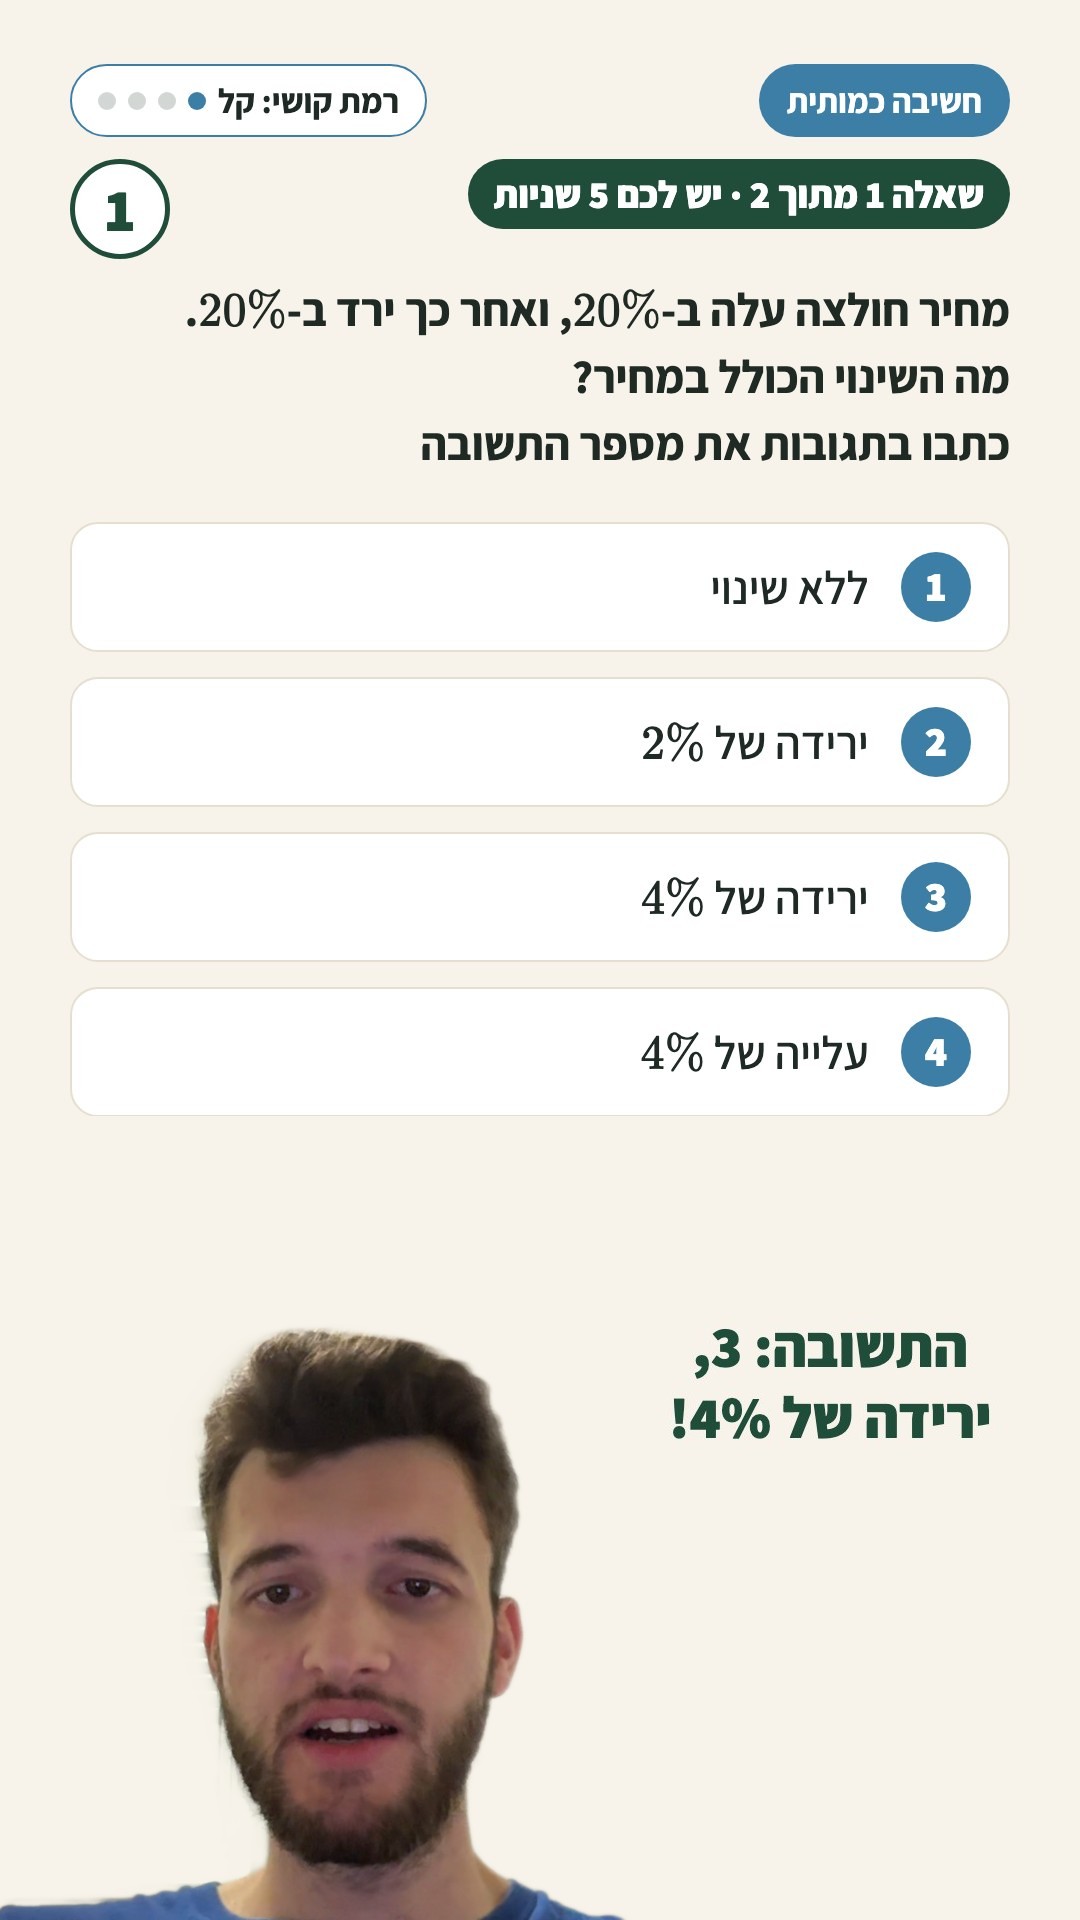 חשיבה כמותית
רמת קושי: קל
שאלה 1 מתוך 2 · יש לכם 5 שניות
1
מחיר חולצה עלה ב-20%, ואחר כך ירד ב-20%.
מה השינוי הכולל במחיר?
כתבו בתגובות את מספר התשובה
1 ללא שינוי
2 ירידה של 2%
3 ירידה של 4%
4 עלייה של 4%
התשובה: 3,
ירידה של 4%!